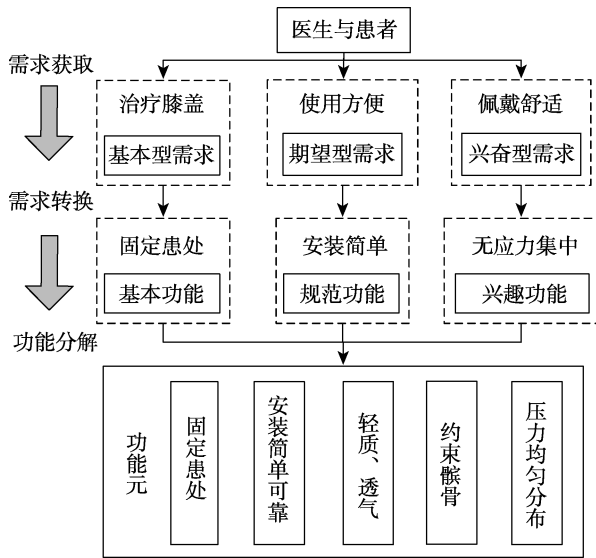 医生与患者
需求获取
治疗膝盖
使用方便
佩戴舒适
基本型需求
期望型需求
兴奋型需求
需求转换
固定患处
安装简单
无应力集中
基本功能
规范功能
兴趣功能
功能分解
功能元
固定患处
安装简单可靠
轻质、透气
约束髌骨
压力均匀分布